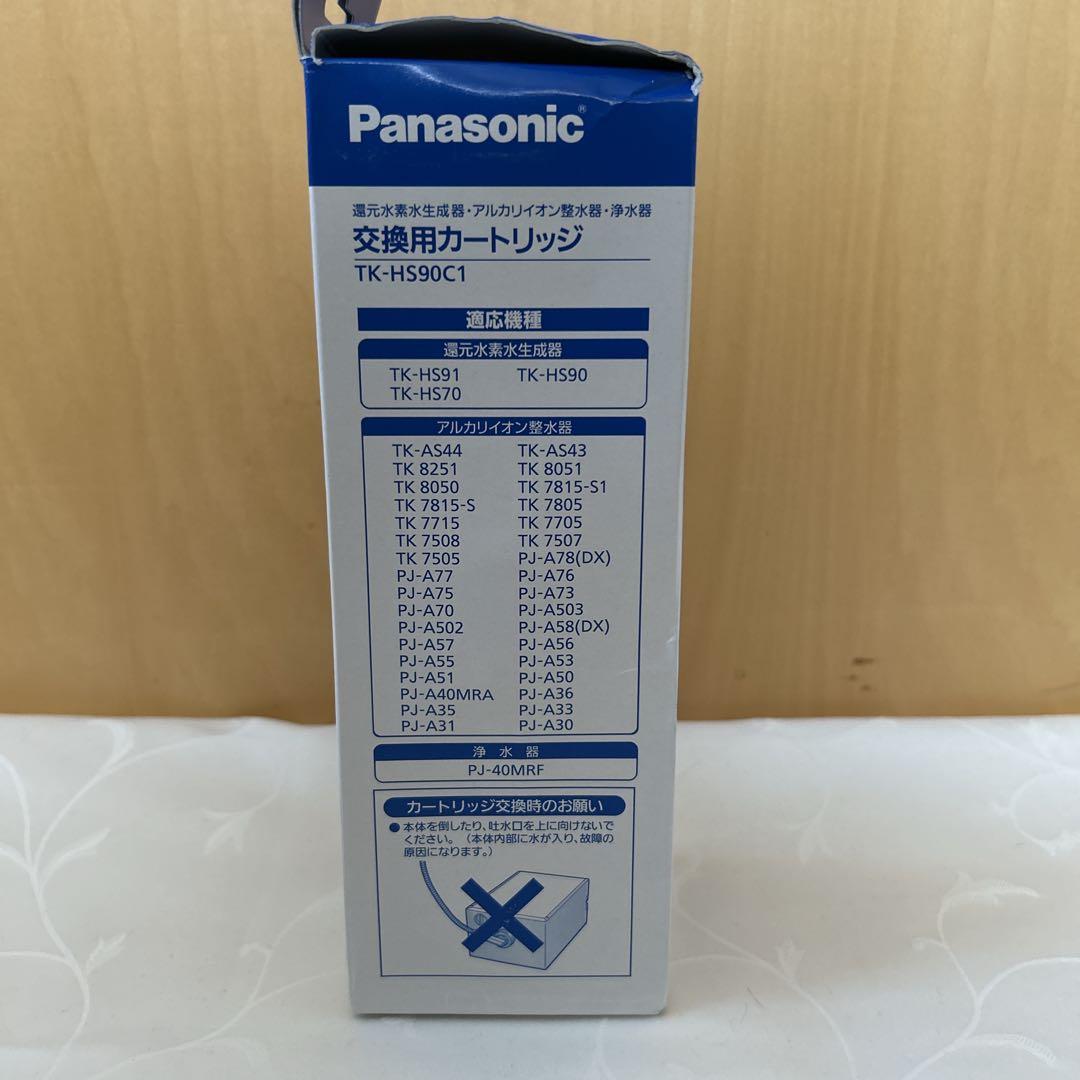 Panasonic®
還元水素水生成器・アルカリイオン整水器・浄水器
交換用カートリッジ
TK-HS90C1
適応機種
還元水素水生成器
TK-HS91 TK-HS90
TK-HS70
アルカリイオン整水器
TK-AS44 TK-AS43
TK 8251 TK 8051
TK 8050 TK 7815-S1
TK 7815-S TK 7805
TK 7715 TK 7705
TK 7508 TK 7507
TK 7505 PJ-A78(DX)
PJ-A77 PJ-A76
PJ-A75 PJ-A73
PJ-A70 PJ-A503
PJ-A502 PJ-A58(DX)
PJ-A57 PJ-A56
PJ-A55 PJ-A53
PJ-A51 PJ-A50
PJ-A40MRA PJ-A36
PJ-A35 PJ-A33
PJ-A31 PJ-A30
浄水器
PJ-40MRF
カートリッジ交換時のお願い
●本体を倒したり、吐水口を上に向けないで
ください。（本体内部に水が入り、故障の
原因になります。）